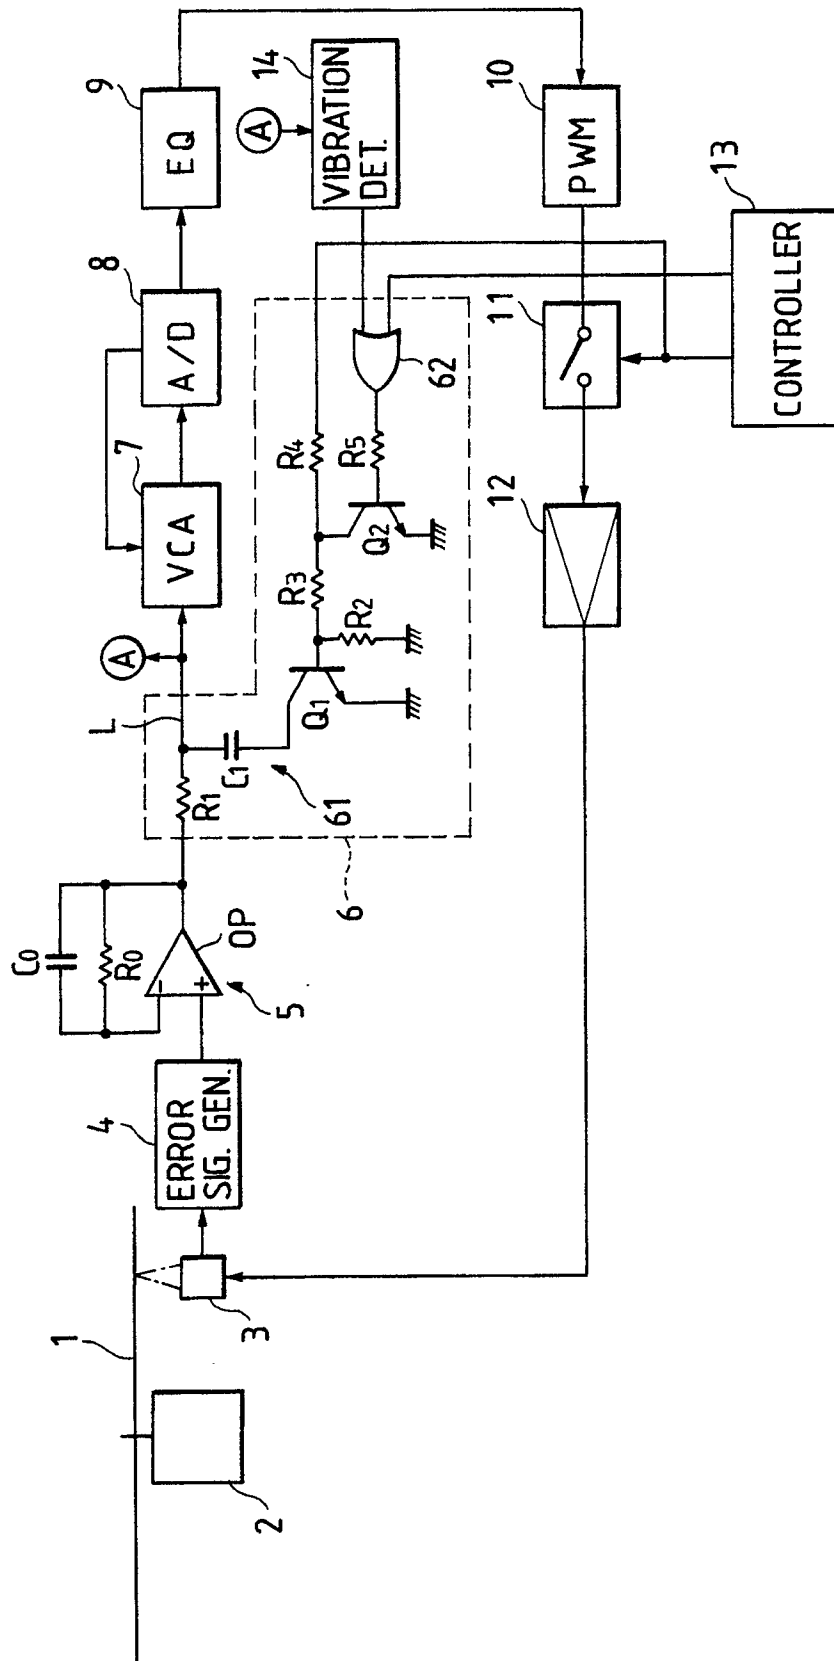 1
2
3
4
ERROR
SIG. GEN.
C0
R0
OP
5
6
R1
L
A
C1
61
Q1
R2
R3
R4
Q2
R5
62
7
VCA
8
A/D
9
EQ
A
14
VIBRATION
DET.
10
PWM
11
12
13
CONTROLLER